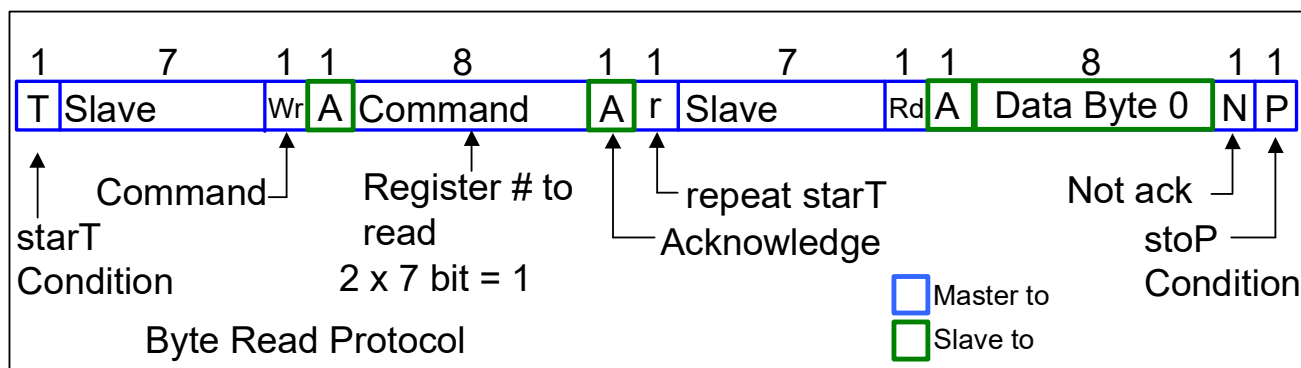 1 7 1 1 8 1 1 7 1 1 8 1 1
T Slave Wr A Command A r Slave Rd A Data Byte 0 N P
Command
starT
Condition
Register # to
read
2 x 7 bit = 1
repeat starT
Acknowledge
Not ack
stoP
Condition
Master to
Slave to
Byte Read Protocol